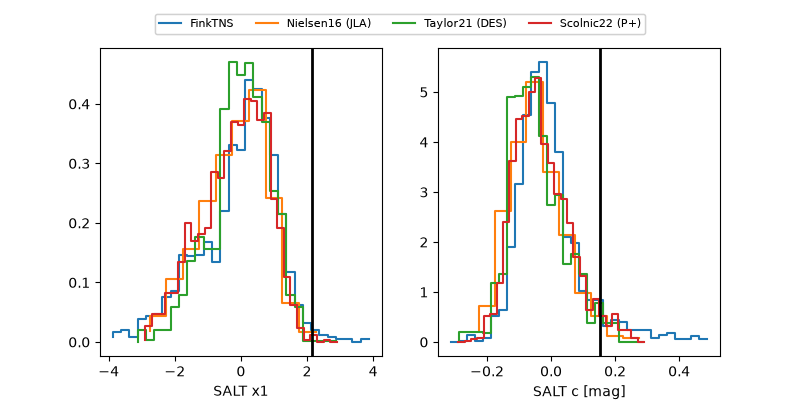 FinkTNS Nielsen16 (JLA) Taylor21 (DES) Scolnic22 (P+)
0.4
0.3
0.2
0.1
0.0
−4 −2 0 2 4
SALT x1
5
4
3
2
1
0
−0.2 0.0 0.2 0.4
SALT c [mag]